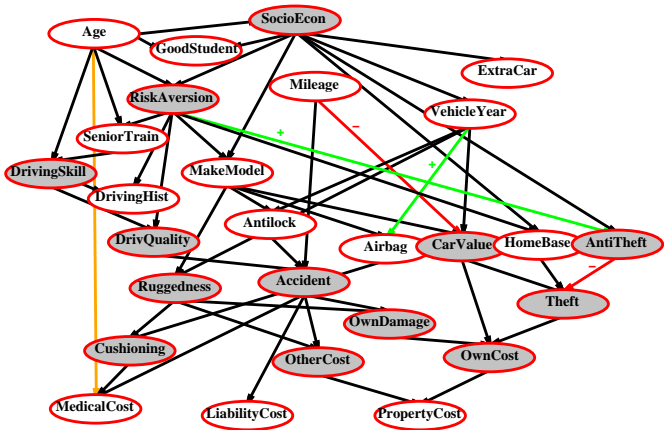 SocioEcon
Age
GoodStudent
ExtraCar
Mileage
RiskAversion
VehicleYear
+
−
SeniorTrain
+
DrivingSkill
MakeModel
DrivingHist
Antilock
DrivQuality
Airbag
CarValue
HomeBase
AntiTheft
−
Ruggedness
Accident
Theft
OwnDamage
Cushioning
OtherCost
OwnCost
MedicalCost
LiabilityCost
PropertyCost